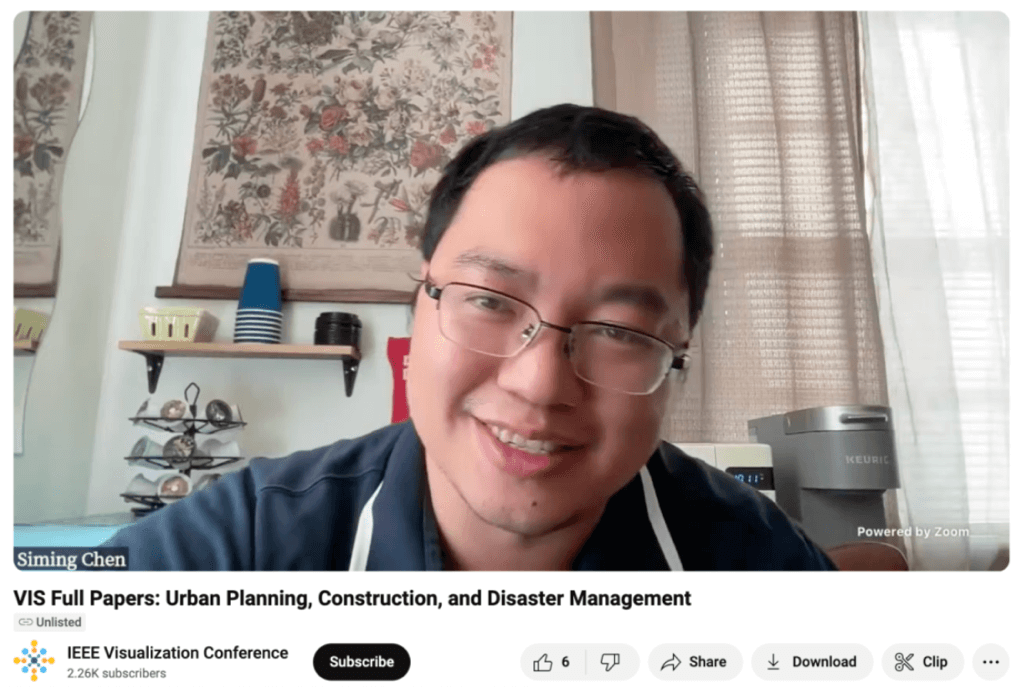 KEURIG
Powered by Zoom
Siming Chen
VIS Full Papers: Urban Planning, Construction, and Disaster Management
Unlisted
IEEE Visualization Conference
2.26K subscribers
Subscribe
6
Share
Download
Clip